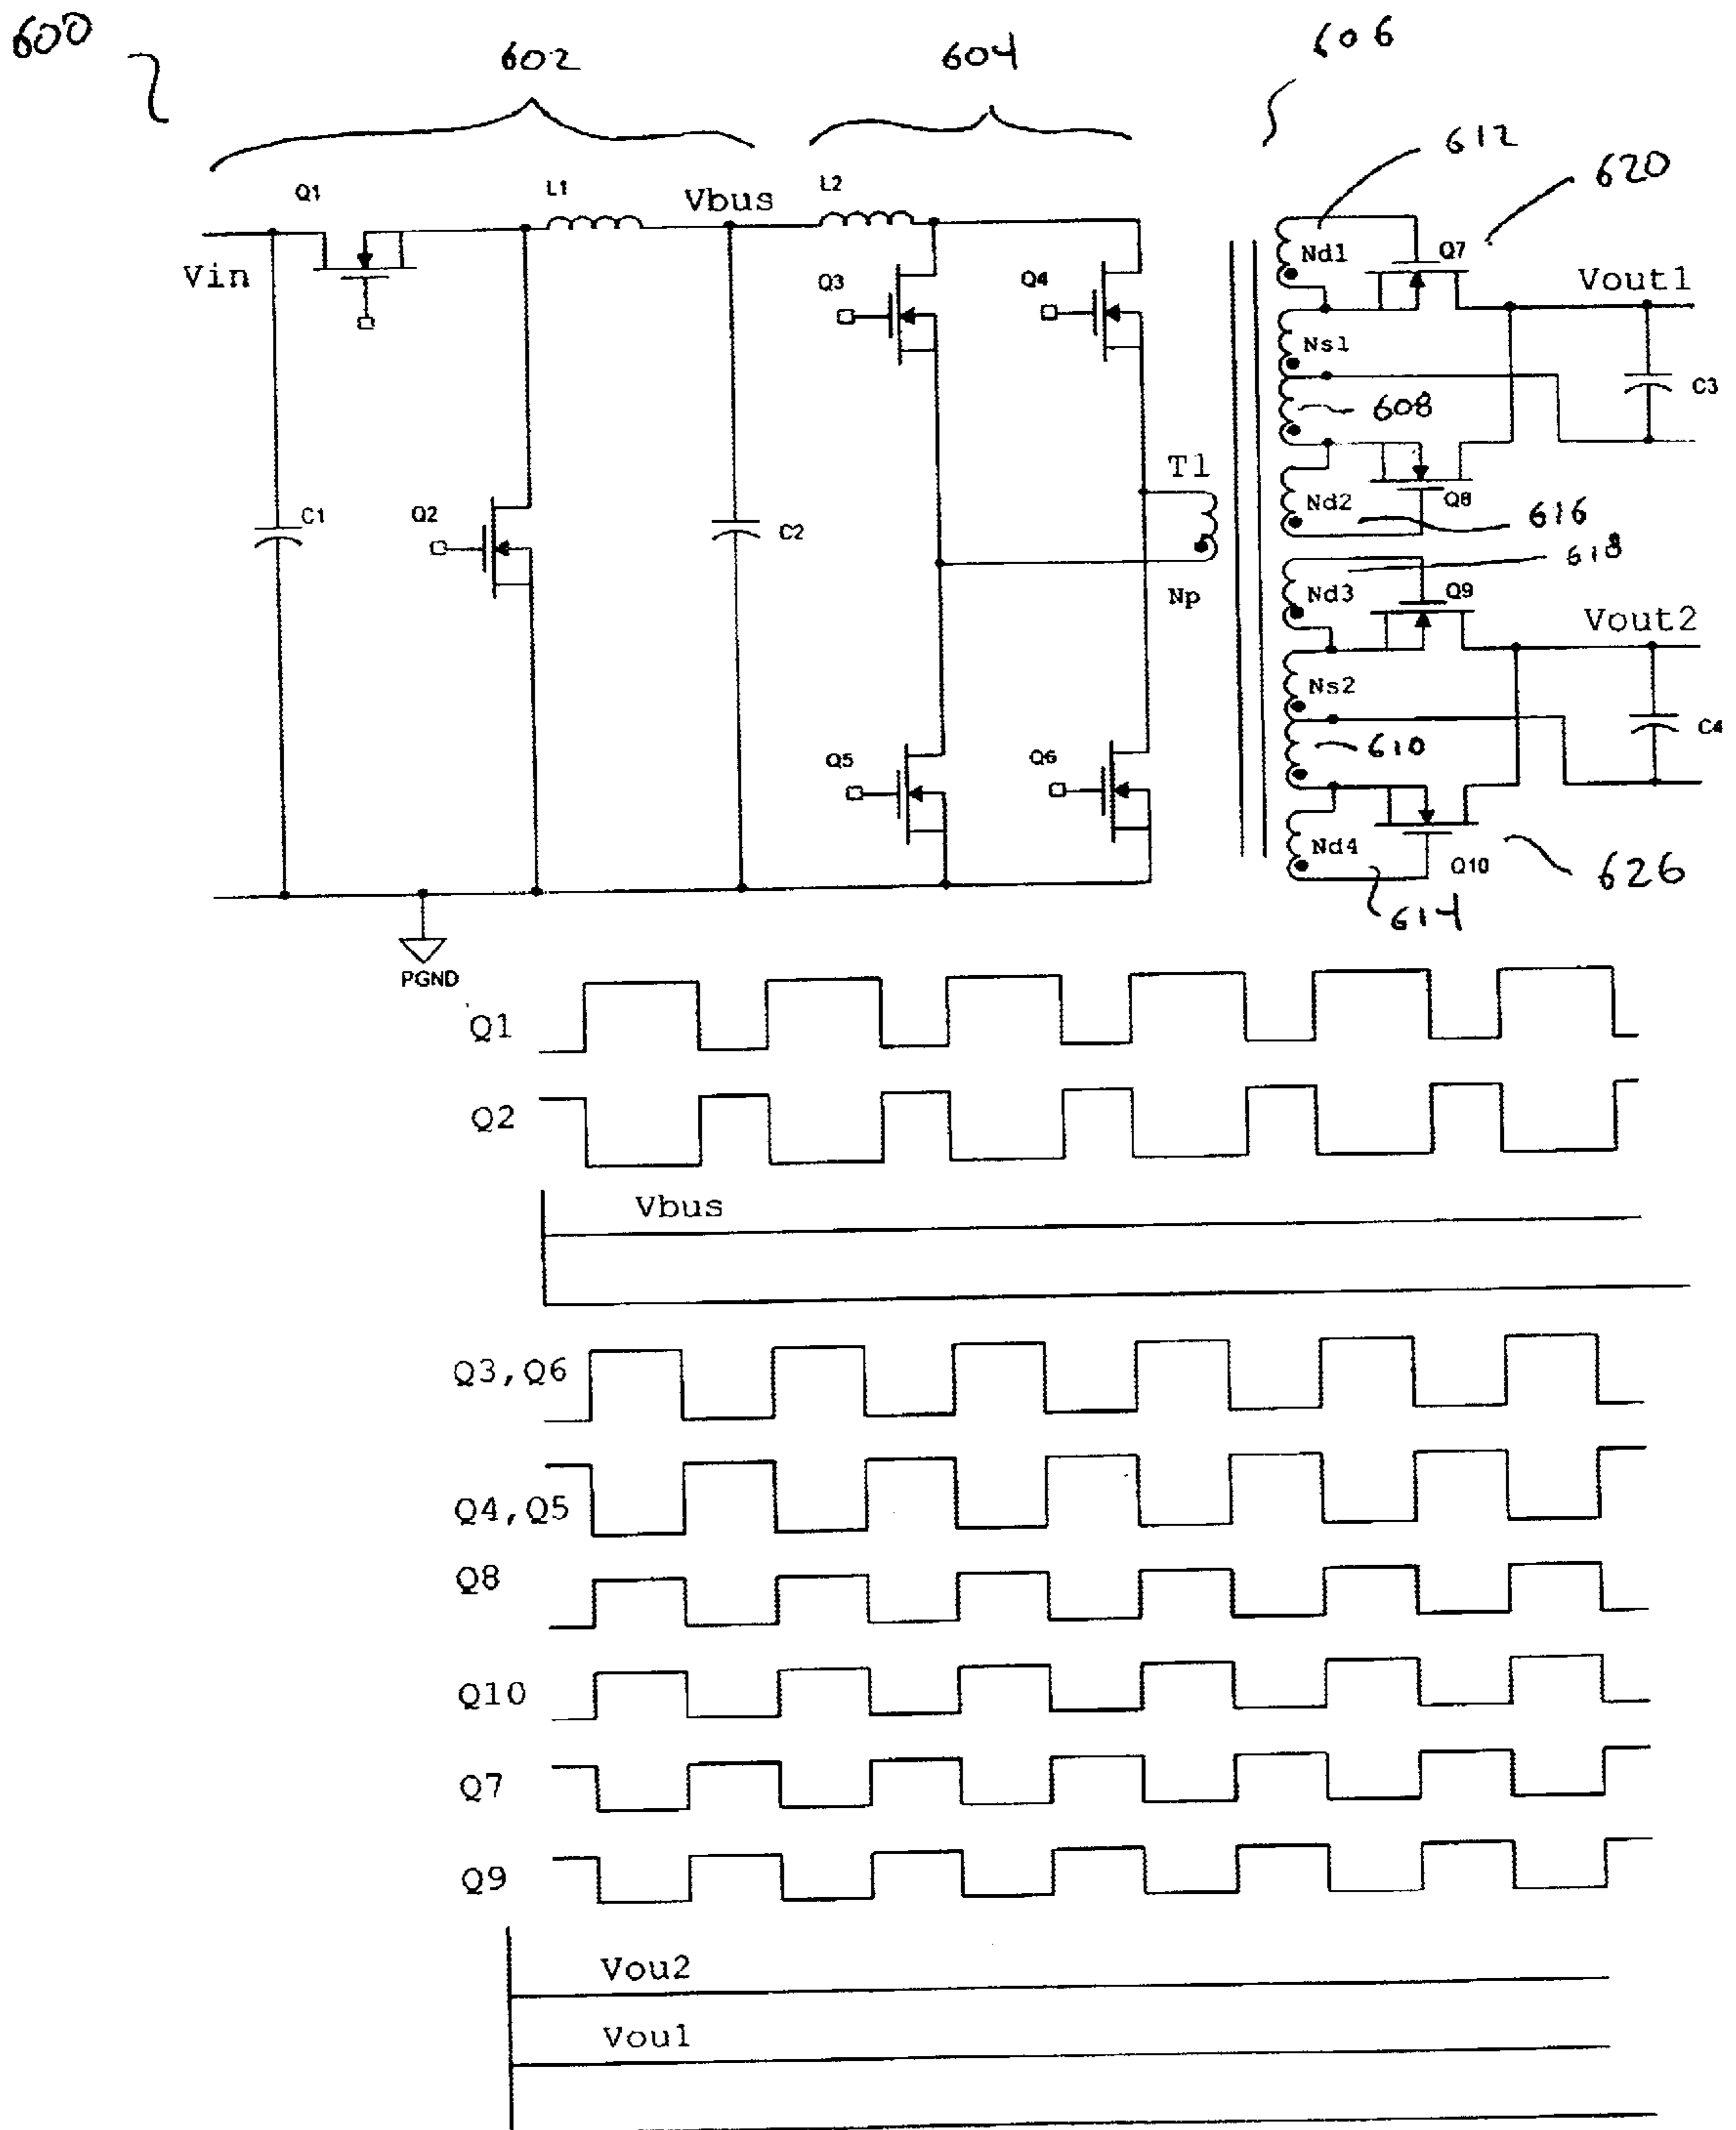 600
602
604
606
612
620
Q1
L1
Vbus
L2
Vin
Q3
Q4
Nd1
Q7
Vout1
Ns1
C3
608
T1
C1
Q2
C2
Nd2
Q8
616
618
Np
Nd3
Q9
Vout2
Ns2
C4
610
Q5
Q6
Nd4
Q10
626
614
PGND
Q1
Q2
Vbus
Q3,Q6
Q4,Q5
Q8
Q10
Q7
Q9
Vou2
Vou1